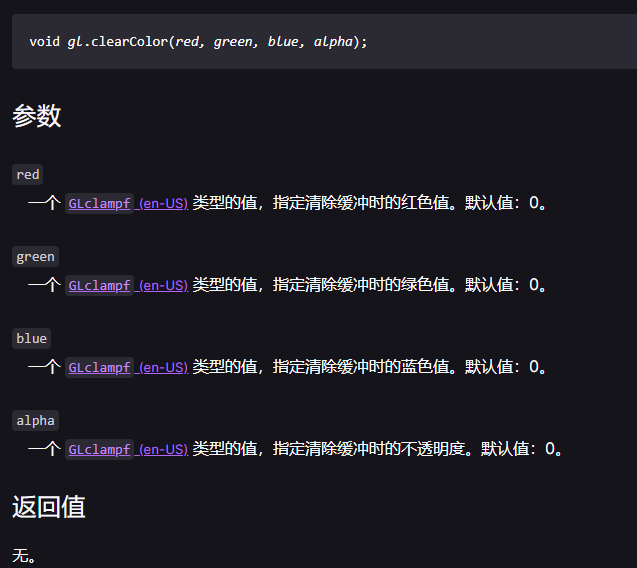 void gl.clearColor(red, green, blue, alpha);
参数
red
一个 GLclampf (en-US) 类型的值，指定清除缓冲时的红色值。默认值：0。
green
一个 GLclampf (en-US) 类型的值，指定清除缓冲时的绿色值。默认值：0。
blue
一个 GLclampf (en-US) 类型的值，指定清除缓冲时的蓝色值。默认值：0。
alpha
一个 GLclampf (en-US) 类型的值，指定清除缓冲时的不透明度。默认值：0。
返回值
无。